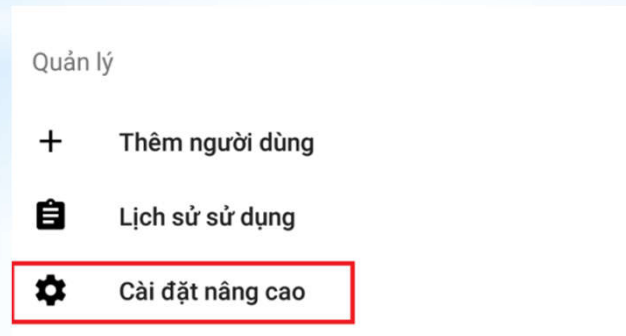 Quản lý
Thêm người dùng
Lịch sử sử dụng
Cài đặt nâng cao